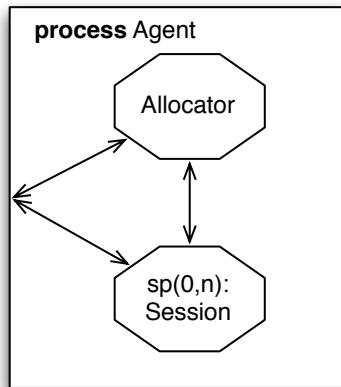 process Agent
Allocator
sp(0,n):
Session